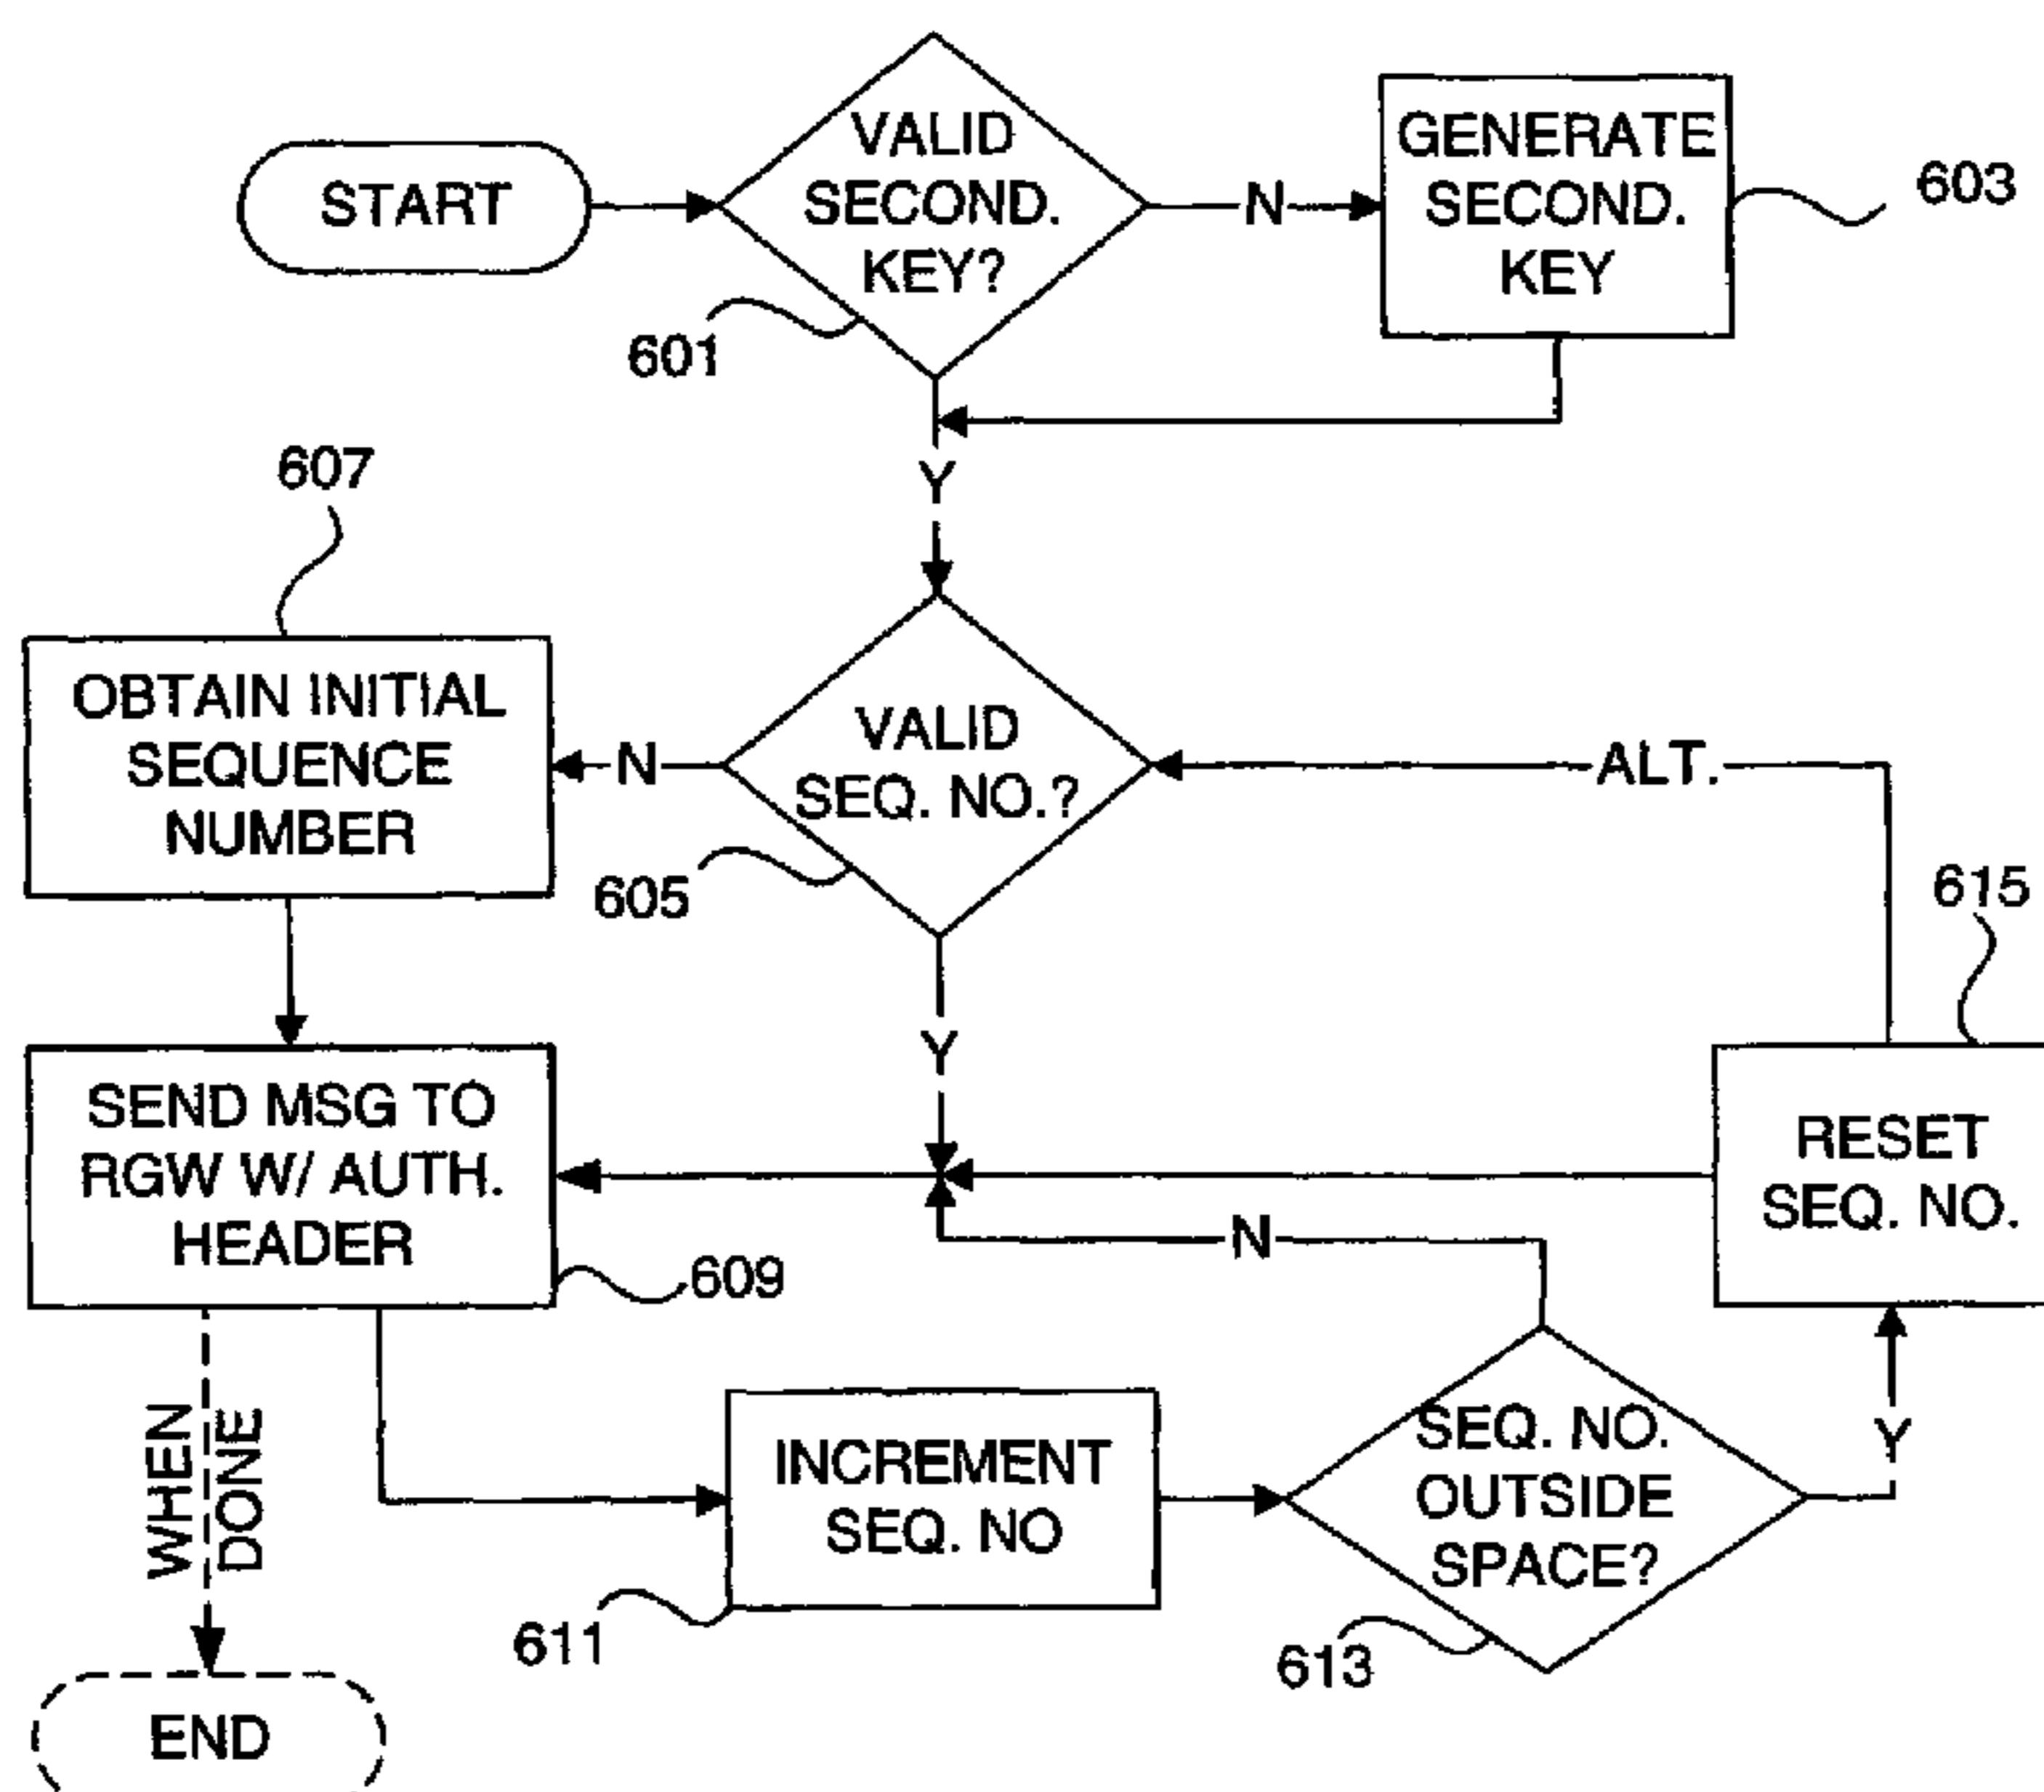 START
VALID
SECOND.
KEY?
601
N
GENERATE
SECOND.
KEY
603
Y
607
OBTAIN INITIAL
SEQUENCE
NUMBER
N
VALID
SEQ. NO.?
605
ALT.
615
Y
SEND MSG TO
RGW W/ AUTH.
HEADER
609
RESET
SEQ. NO.
N
WHEN
DONE
INCREMENT
SEQ. NO
611
SEQ. NO.
OUTSIDE
SPACE?
613
Y
END